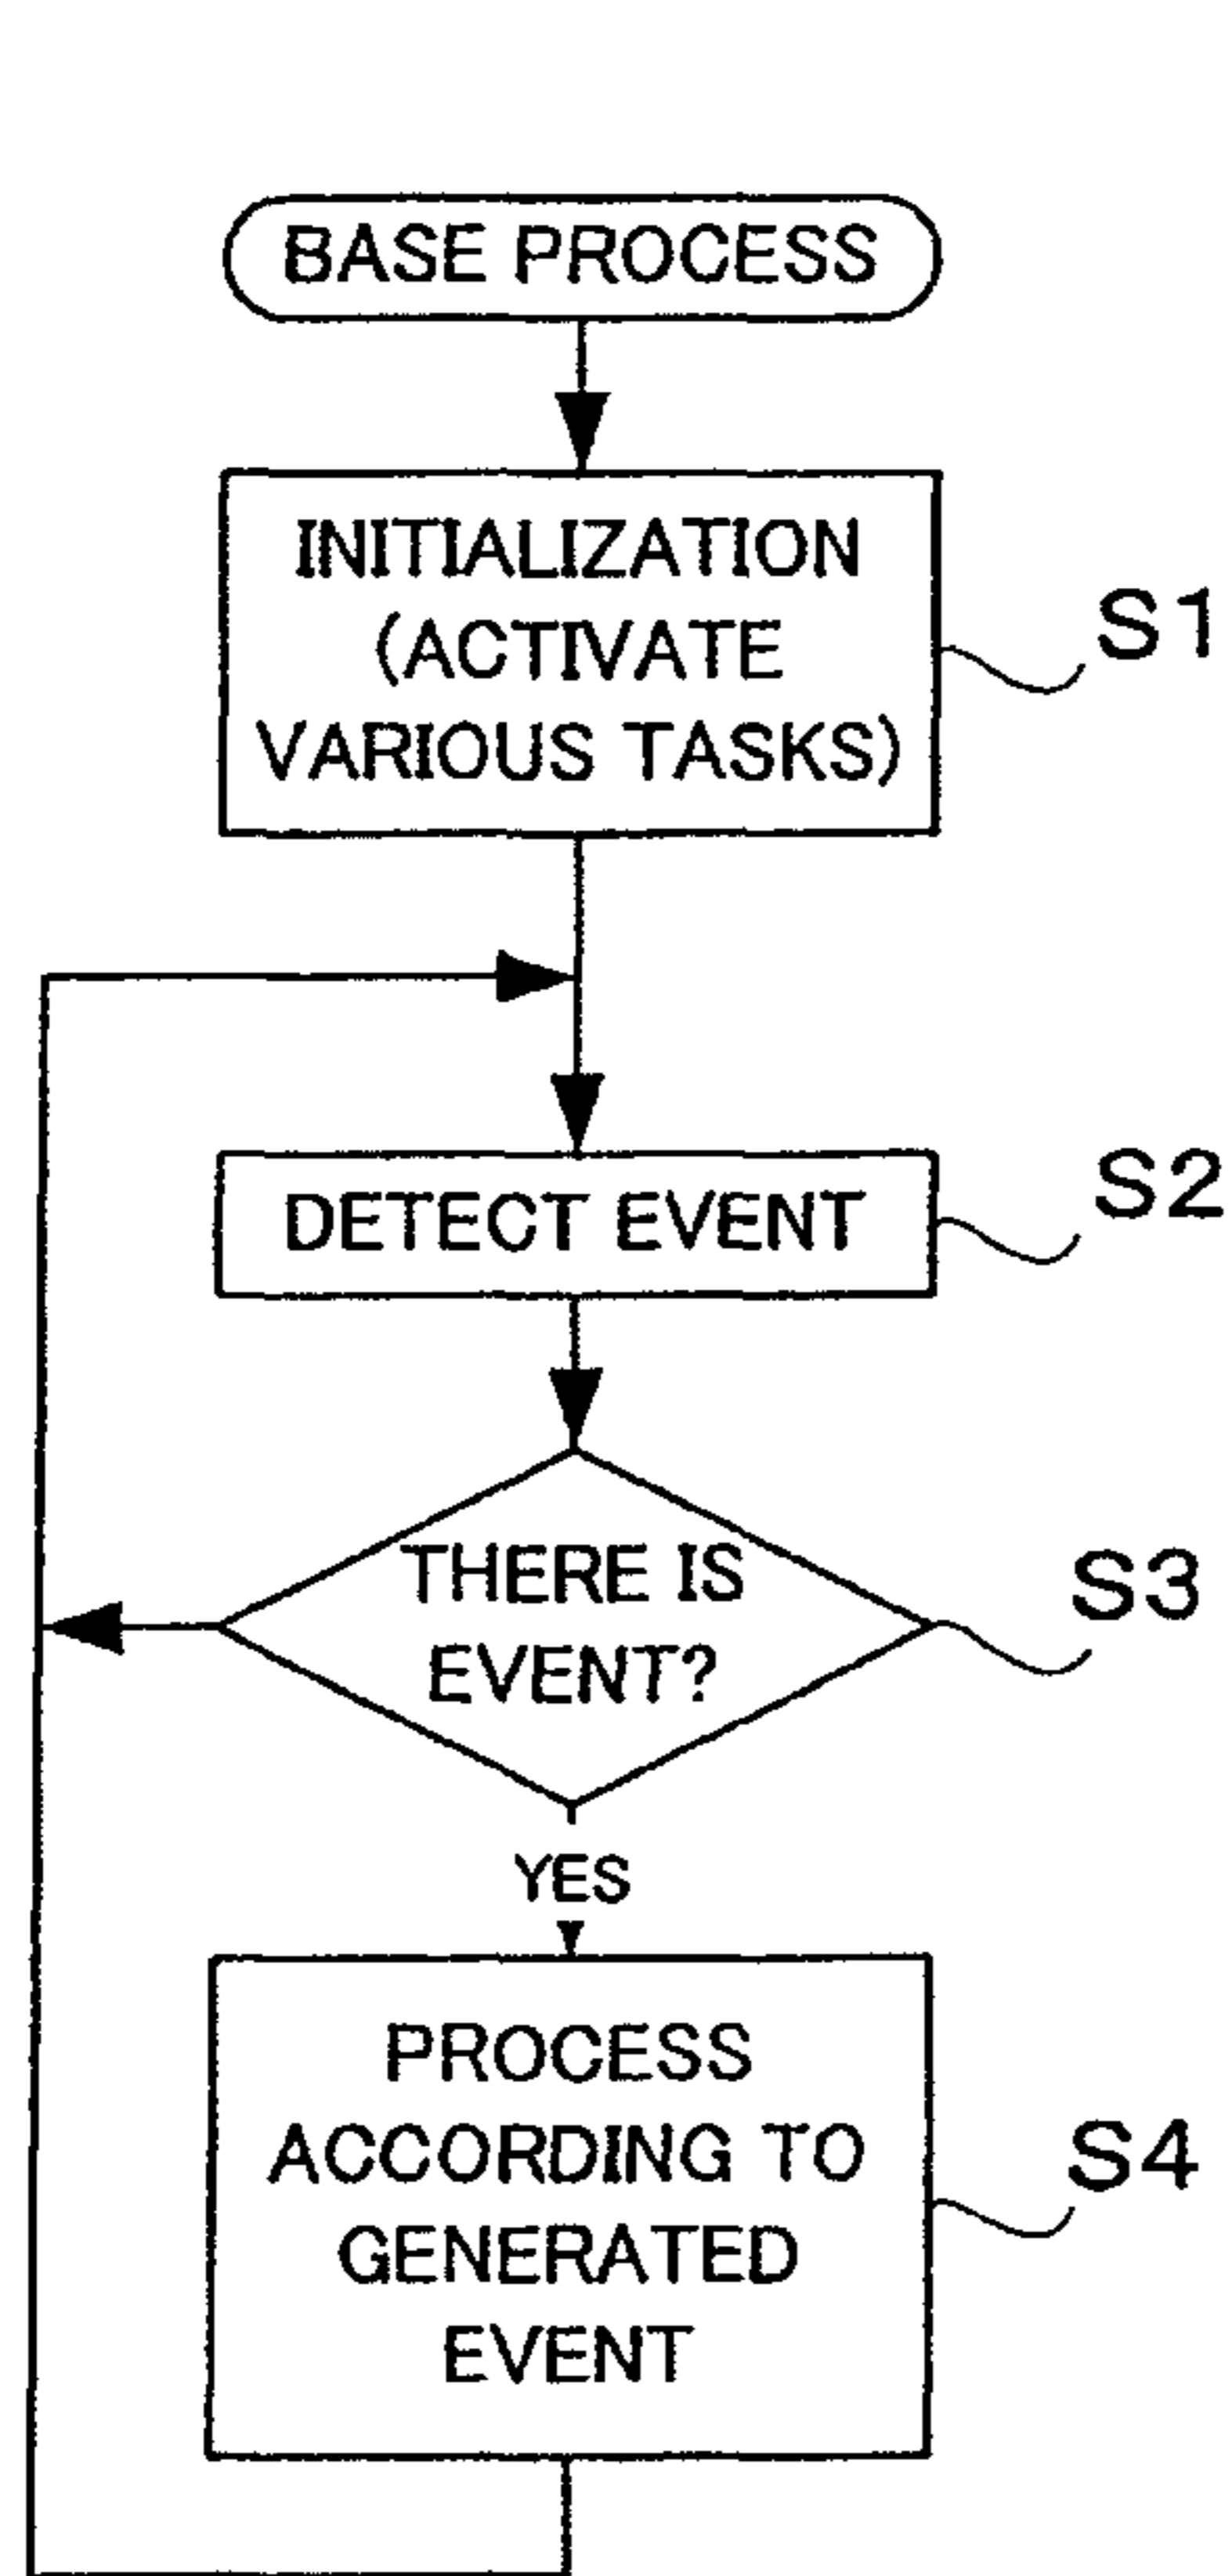 BASE PROCESS
INITIALIZATION
(ACTIVATE
VARIOUS TASKS)
S1
DETECT EVENT
S2
THERE IS
EVENT?
S3
YES
PROCESS
ACCORDING TO
GENERATED
EVENT
S4